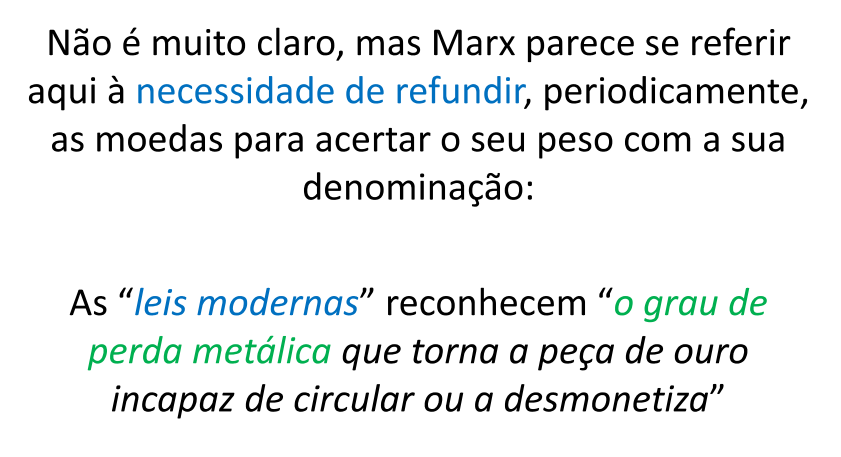 Não é muito claro, mas Marx parece se referir
aqui à necessidade de refundir, periodicamente,
as moedas para acertar o seu peso com a sua
denominação:
As “leis modernas” reconhecem “o grau de
perda metálica que torna a peça de ouro
incapaz de circular ou a desmonetiza”